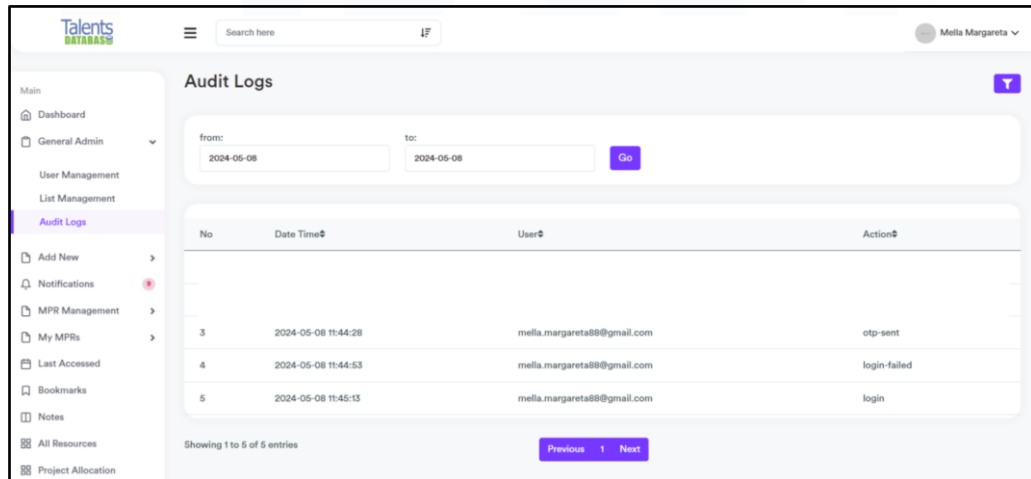 Talents
DATABASE
Search here
Mella Margareta
Main
Dashboard
General Admin
User Management
List Management
Audit Logs
Add New
Notifications
MPR Management
My MPRs
Last Accessed
Bookmarks
Notes
All Resources
Project Allocation
Audit Logs
from:
to:
2024-05-08
2024-05-08
Go
No Date Time User Action
3 2024-05-08 11:44:28 mella.margareta88@gmail.com otp-sent
4 2024-05-08 11:44:53 mella.margareta88@gmail.com login-failed
5 2024-05-08 11:45:13 mella.margareta88@gmail.com login
Showing 1 to 5 of 5 entries
Previous 1 Next